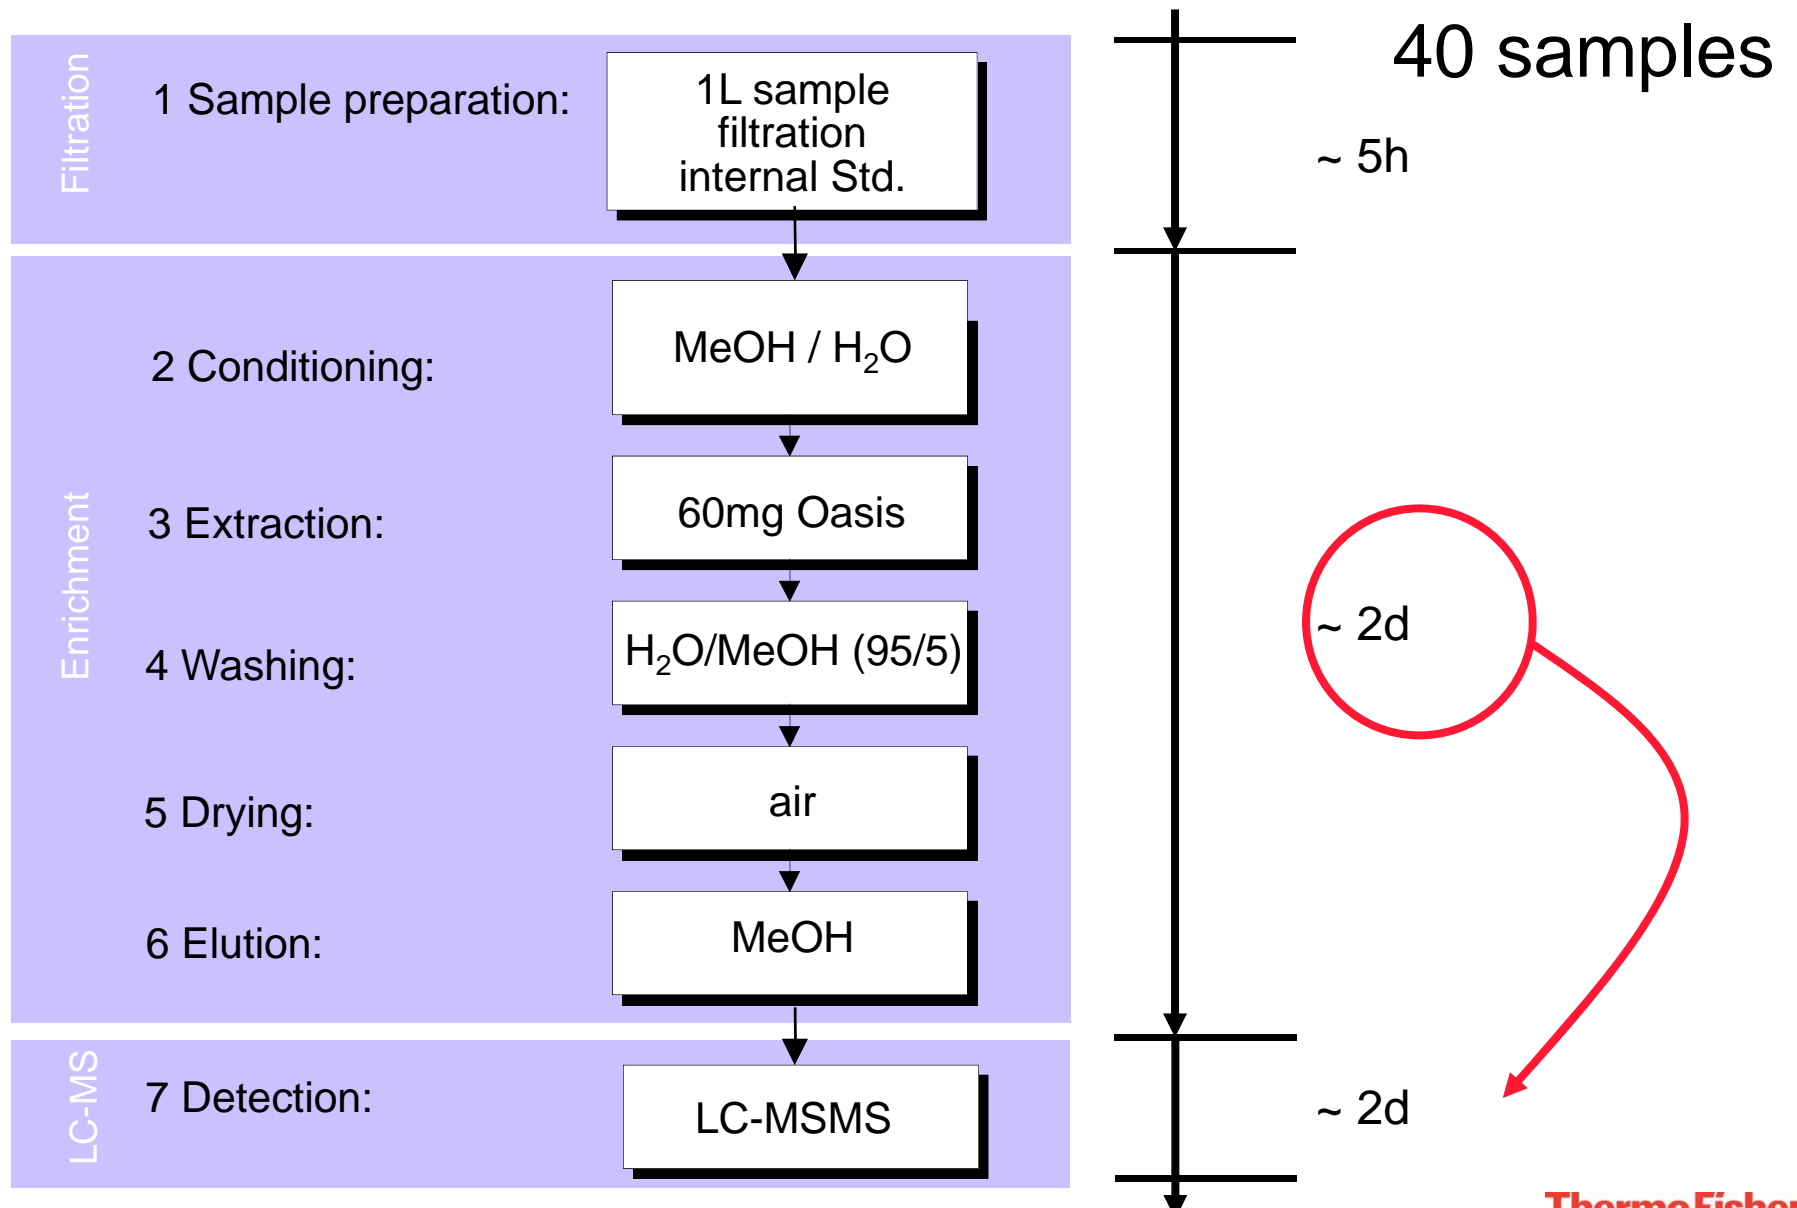 40 samples
Filtration
1 Sample preparation:
1L sample
filtration
internal Std.
~ 5h
Enrichment
2 Conditioning:
MeOH / H₂O
3 Extraction:
60mg Oasis
4 Washing:
H₂O/MeOH (95/5)
~ 2d
5 Drying:
air
6 Elution:
MeOH
LC-MS
7 Detection:
LC-MSMS
~ 2d